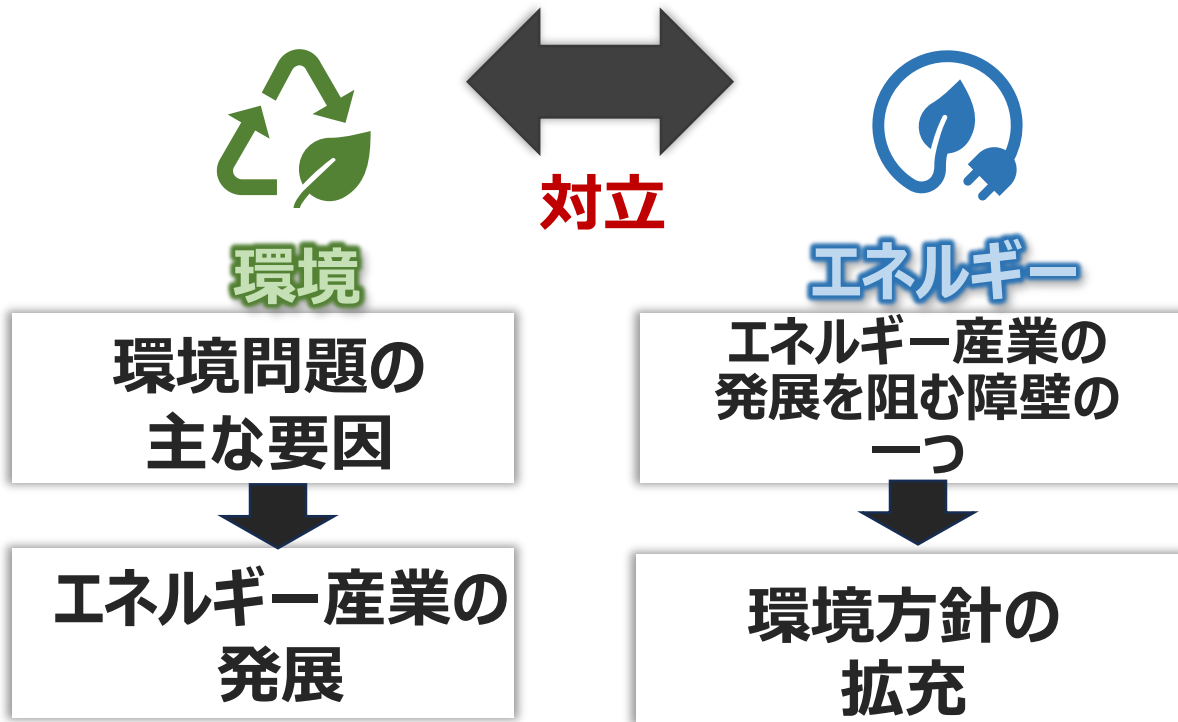 対立
環境
エネルギー
環境問題の
主な要因
エネルギー産業の
発展を阻む障壁の
一つ
エネルギー産業の
発展
環境方針の
拡充